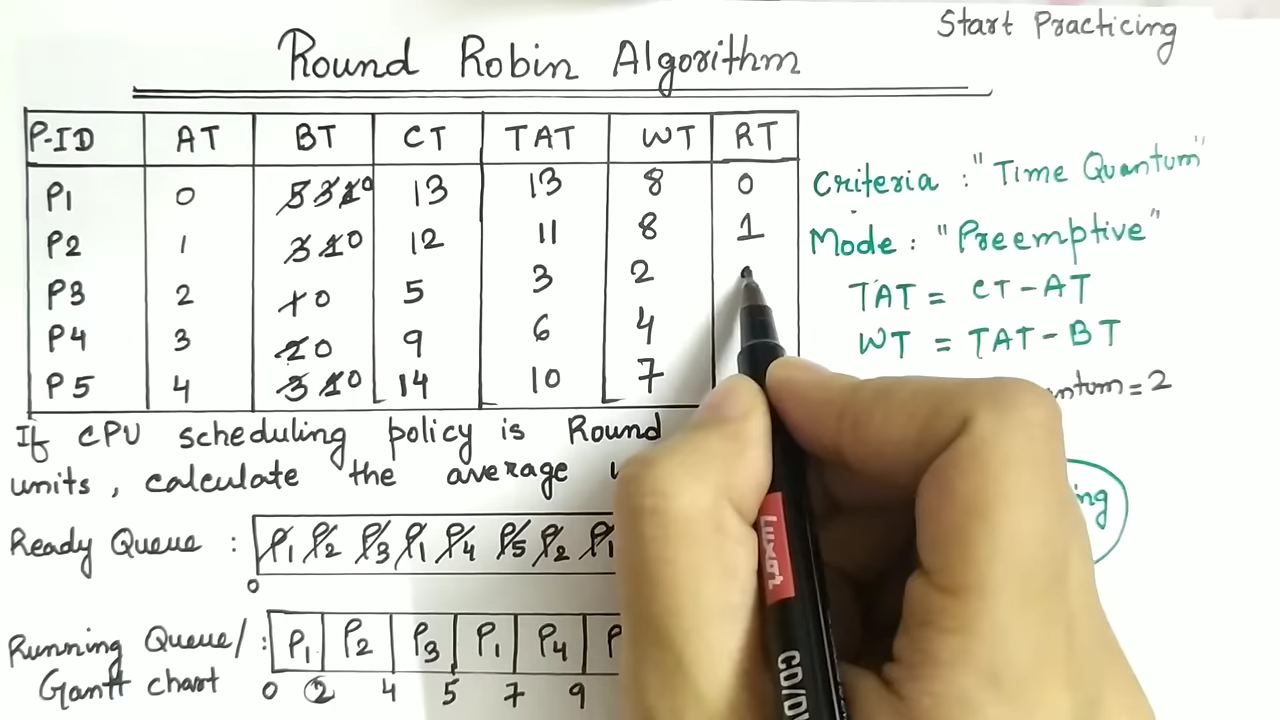 Start Practicing
Round Robin Algorithm
P-ID AT BT CT TAT WT RT
P1 0 5 3 1 0 13 13 8 0
P2 1 3 1 0 12 11 8 1
P3 2 1 0 5 3 2
P4 3 2 0 9 6 4
P5 4 3 1 0 14 10 7
Criteria : "Time Quantum"
Mode : "Preemptive"
TAT = CT - AT
WT = TAT - BT
= 2
If CPU scheduling policy is Round
units, calculate the average
Ready Queue : P1 P2 P3 P1 P4 P5 P2 P1
0
Running Queue/ : P1 P2 P3 P1 P4 P
Gantt chart 0 2 4 5 7 9
Luxor
CD/DV